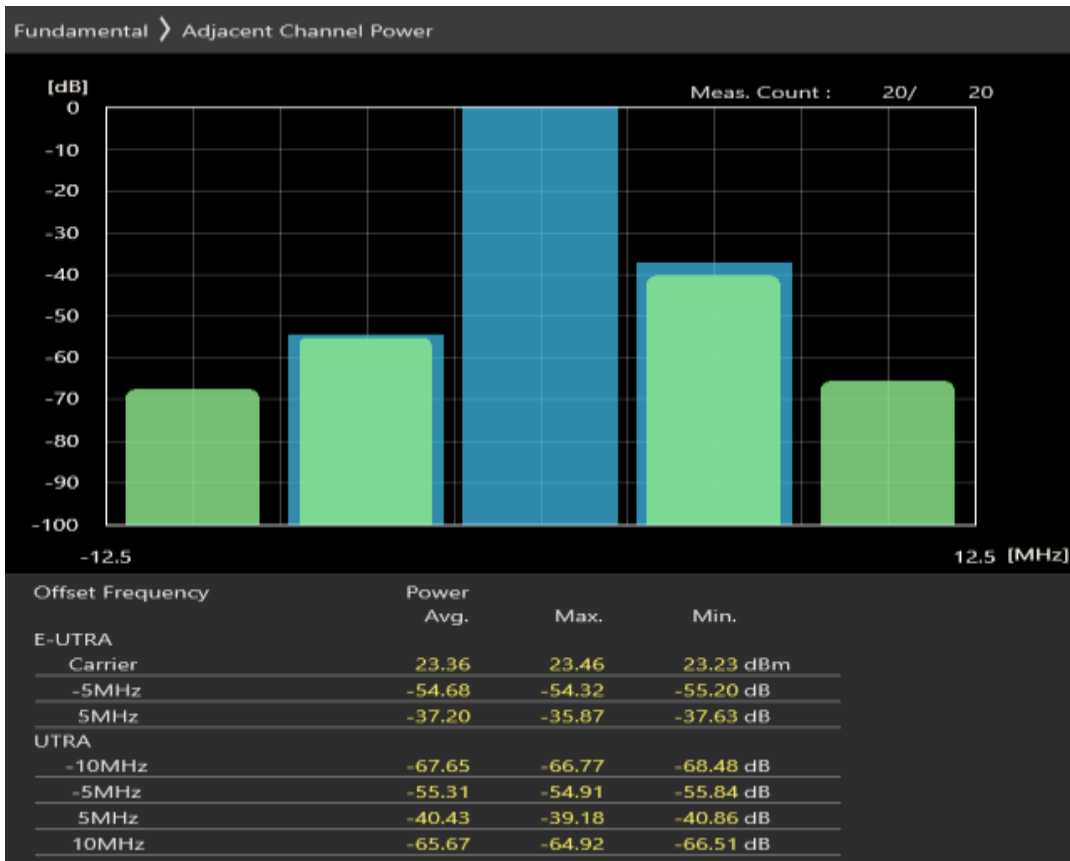 Fundamental ❯ Adjacent Channel Power
[dB]
Meas. Count : 20/ 20
0
-10
-20
-30
-40
-50
-60
-70
-80
-90
-100
-12.5 12.5 [MHz]
Offset Frequency Power
Avg. Max. Min.
E-UTRA
Carrier 23.36 23.46 23.23 dBm
-5MHz -54.68 -54.32 -55.20 dB
5MHz -37.20 -35.87 -37.63 dB
UTRA
-10MHz -67.65 -66.77 -68.48 dB
-5MHz -55.31 -54.91 -55.84 dB
5MHz -40.43 -39.18 -40.86 dB
10MHz -65.67 -64.92 -66.51 dB